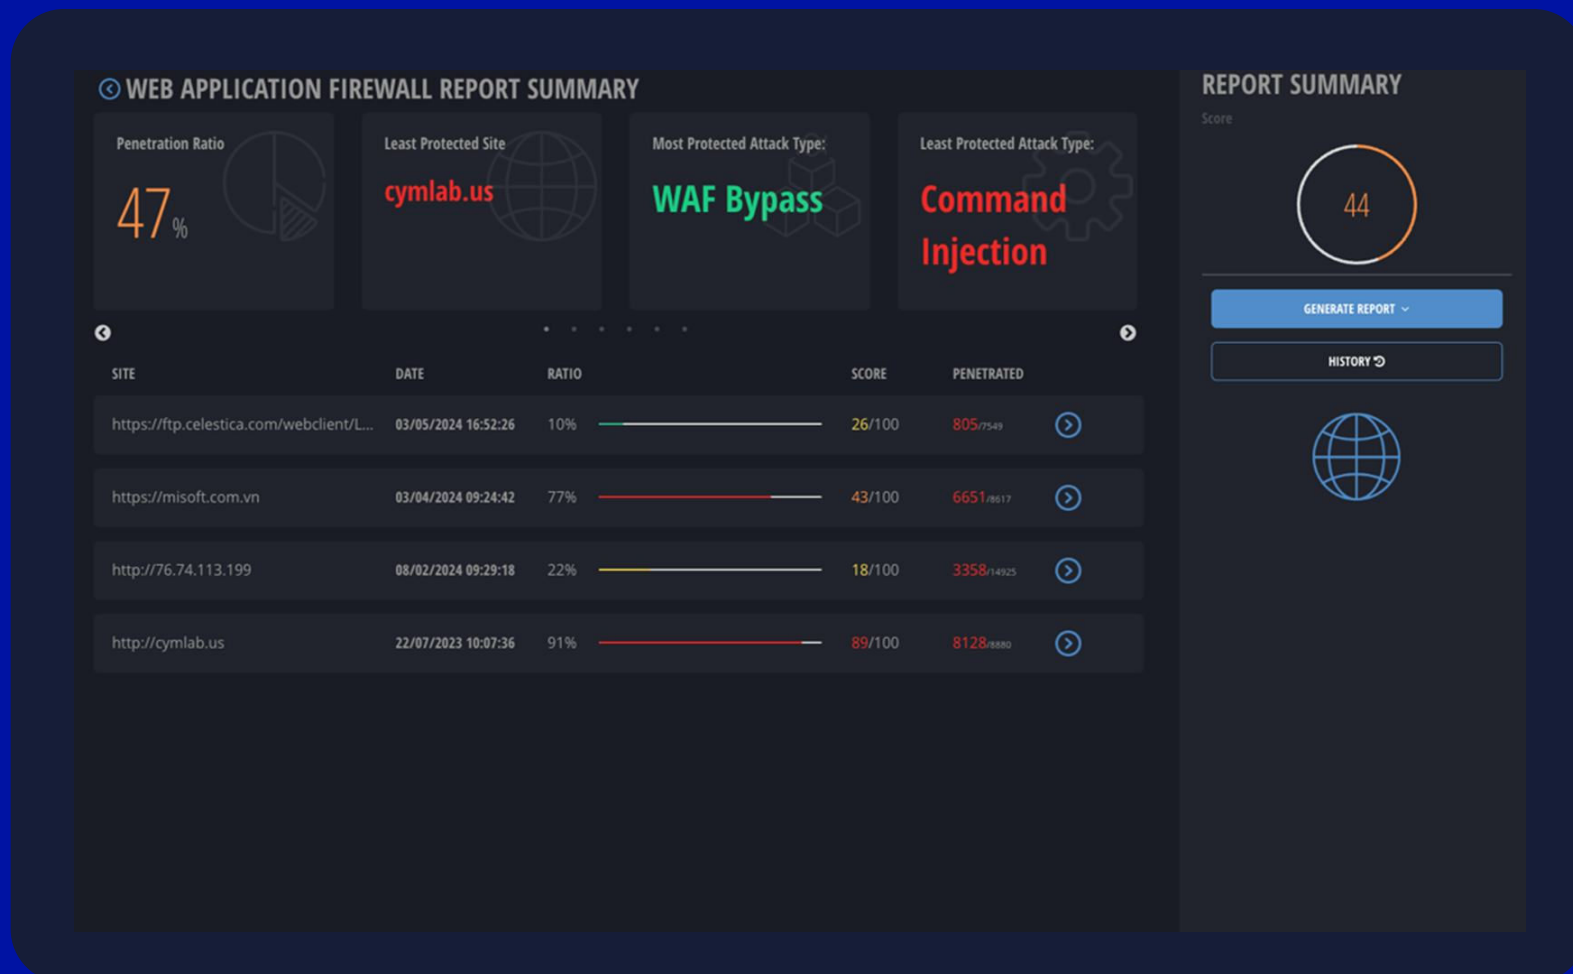 WEB APPLICATION FIREWALL REPORT SUMMARY
Penetration Ratio
47%
Least Protected Site
cymlab.us
Most Protected Attack Type:
WAF Bypass
Least Protected Attack Type:
Command
Injection
SITE DATE RATIO SCORE PENETRATED
https://ftp.celestica.com/webclient/L... 03/05/2024 16:52:26 10% 26/100 805/7549
https://misoft.com.vn 03/04/2024 09:24:42 77% 43/100 6651/8617
http://76.74.113.199 08/02/2024 09:29:18 22% 18/100 3358/14925
http://cymlab.us 22/07/2023 10:07:36 91% 89/100 8128/8880
REPORT SUMMARY
Score
44
GENERATE REPORT
HISTORY